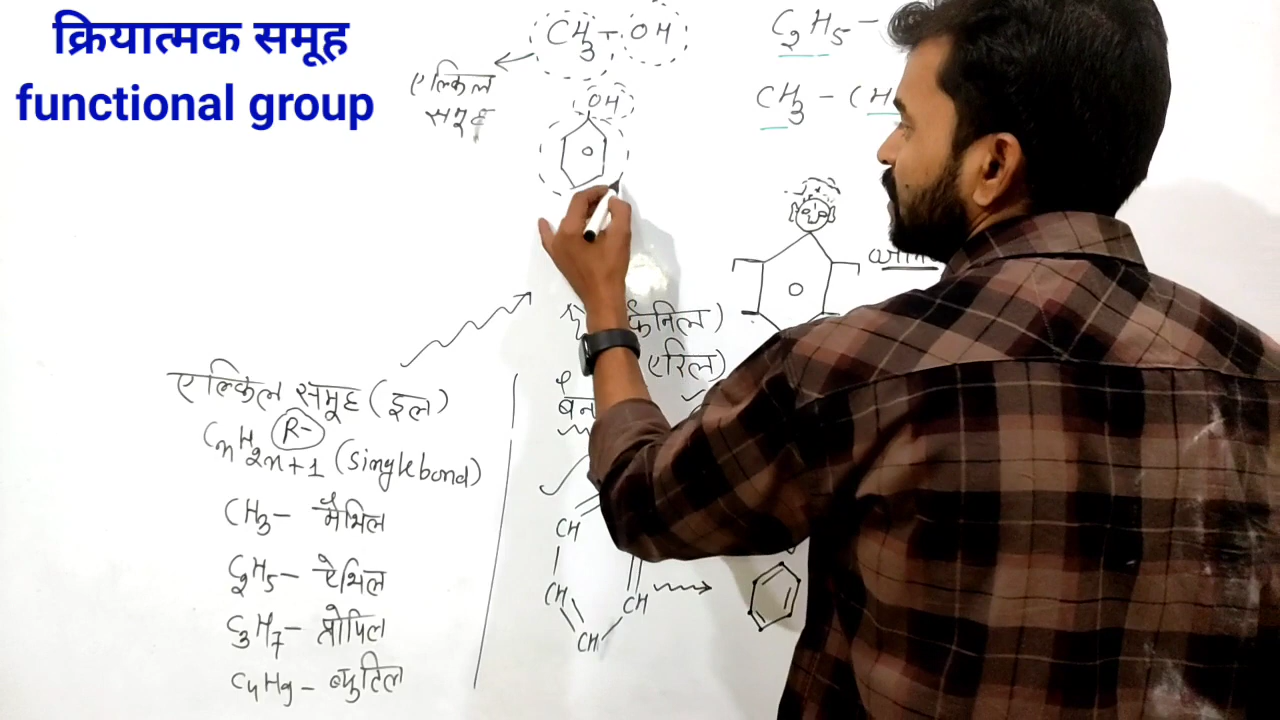 क्रियात्मक समूह
functional group
CH3 - OH
एल्किल
समूह
OH
C2H5 -
CH3 - CH
फेनिल)
एरिल)
एल्किल समूह (इल)
R-
CnH2n+1 (single bond)
CH3 - मैथिल
C2H5 - ऐथिल
C3H7 - प्रोपिल
C4H9 - ब्युटिल
CH
CH
CH
CH